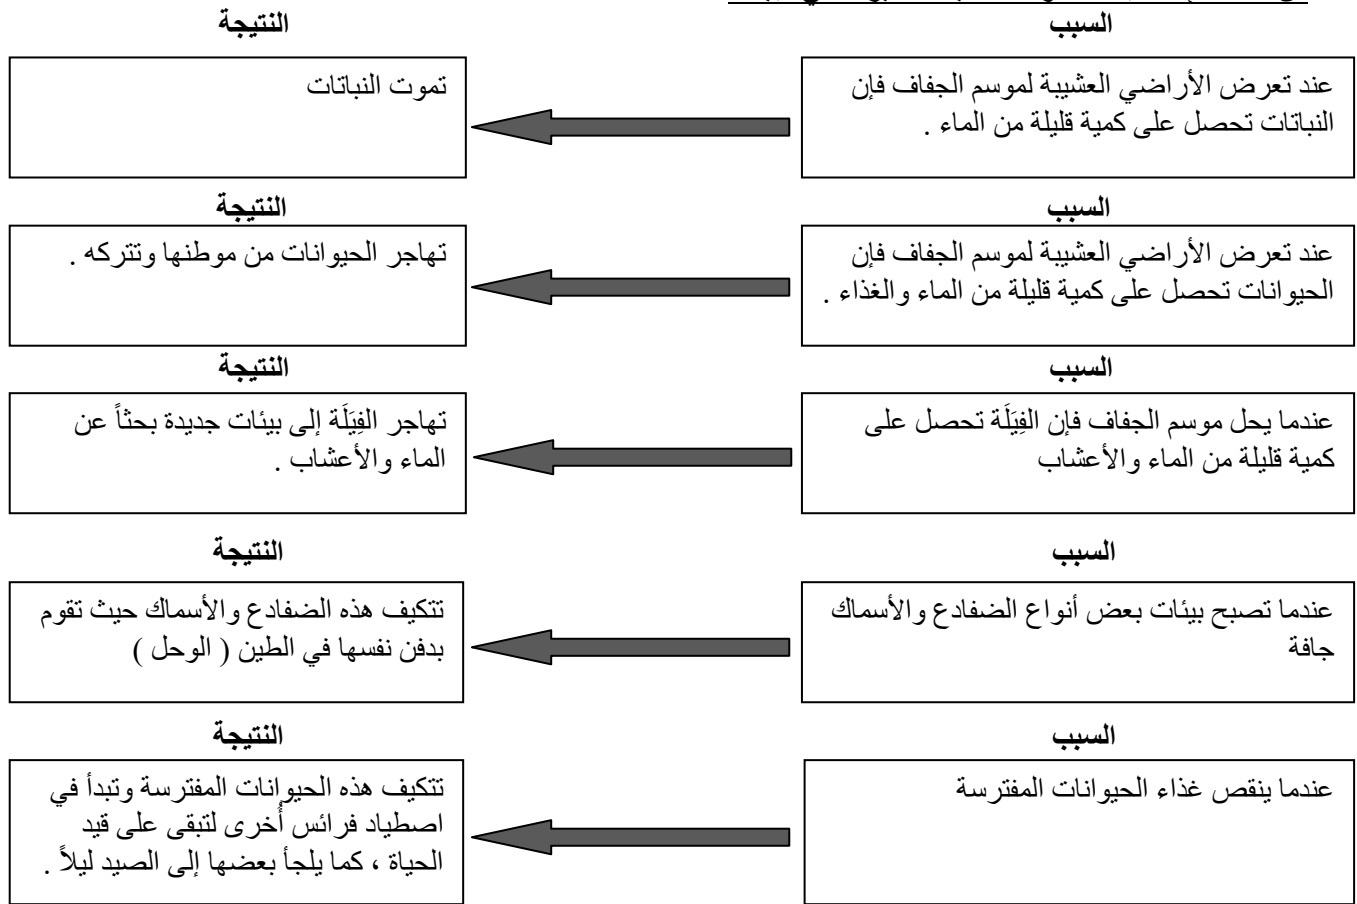 السبب
النتيجة
عند تعرض الأراضي العشيبة لموسم الجفاف فإن
النباتات تحصل على كمية قليلة من الماء .
تموت النباتات
السبب
النتيجة
عند تعرض الأراضي العشيبة لموسم الجفاف فإن
الحيوانات تحصل على كمية قليلة من الماء والغذاء .
تهاجر الحيوانات من موطنها وتتركه .
السبب
النتيجة
عندما يحل موسم الجفاف فإن الفِيَلَة تحصل على
كمية قليلة من الماء والأعشاب
تهاجر الفِيَلَة إلى بيئات جديدة بحثاً عن
الماء والأعشاب .
السبب
النتيجة
عندما تصبح بيئات بعض أنواع الضفادع والأسماك
جافة
تتكيف هذه الضفادع والأسماك حيث تقوم
بدفن نفسها في الطين ( الوحل )
السبب
النتيجة
عندما ينقص غذاء الحيوانات المفترسة
تتكيف هذه الحيوانات المفترسة وتبدأ في
اصطياد فرائس أُخرى لتبقى على قيد
الحياة ، كما يلجأ بعضها إلى الصيد ليلاً .